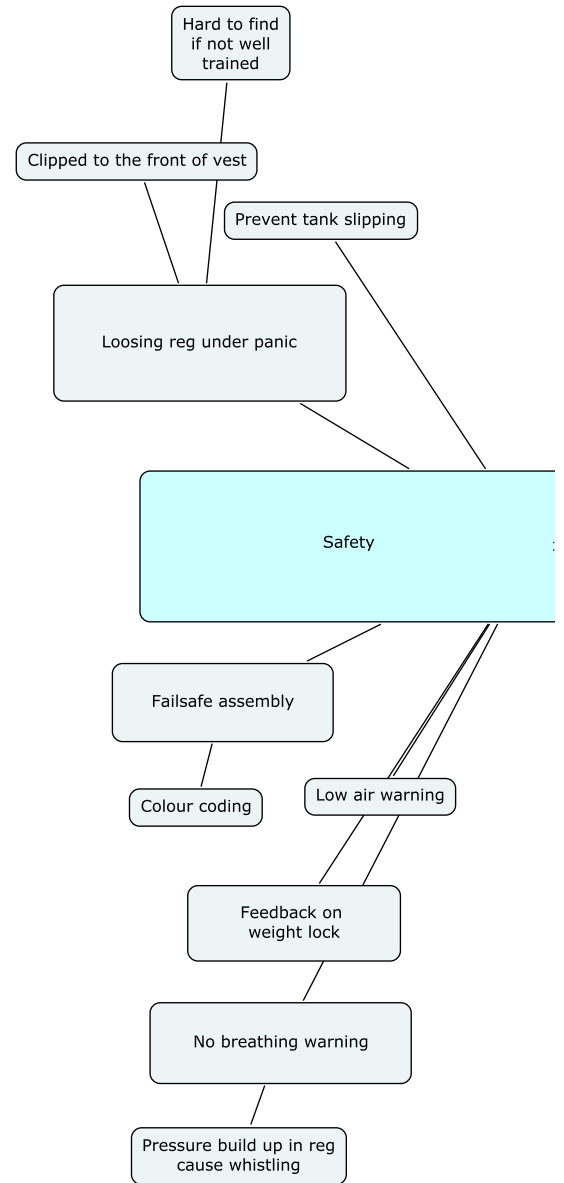 Hard to find
if not well
trained
Clipped to the front of vest
Prevent tank slipping
Loosing reg under panic
Safety
Failsafe assembly
Colour coding
Low air warning
Feedback on
weight lock
No breathing warning
Pressure build up in reg
cause whistling